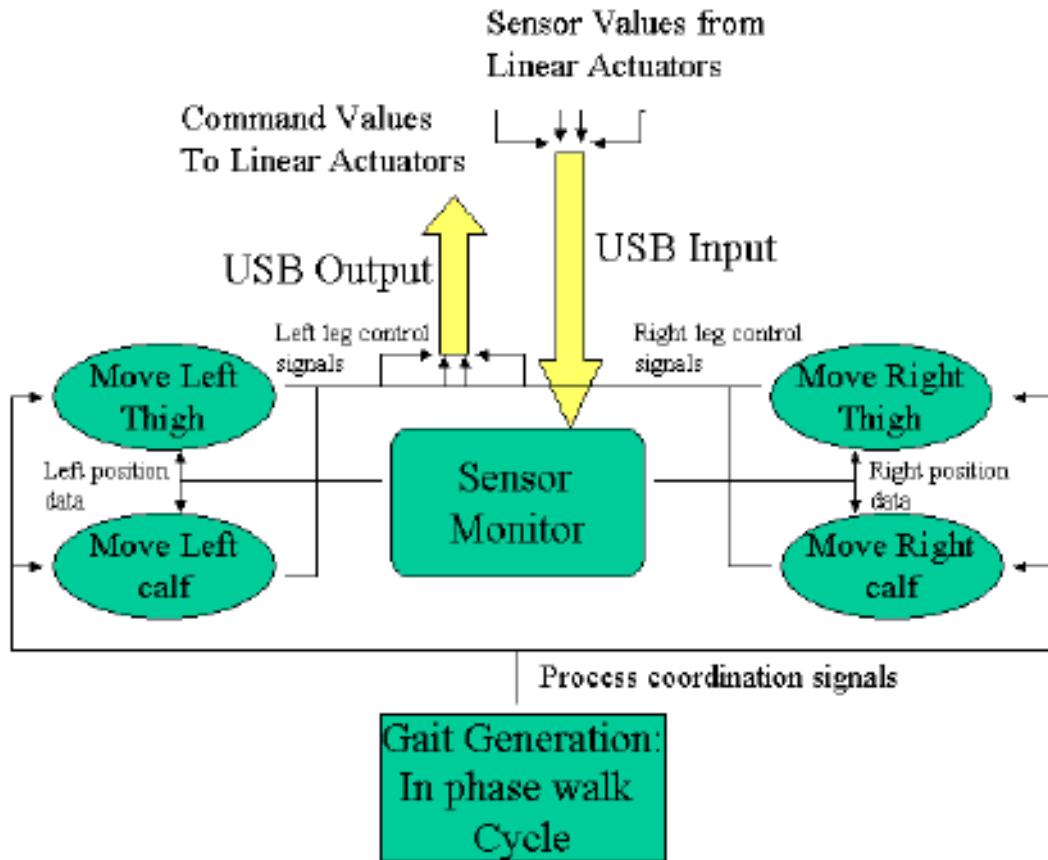 Sensor Values from
Linear Actuators
Command Values
To Linear Actuators
USB Output
USB Input
Left leg control
signals
Right leg control
signals
Move Left
Thigh
Move Right
Thigh
Left position
data
Sensor
Monitor
Right position
data
Move Left
calf
Move Right
calf
Process coordination signals
Gait Generation:
In phase walk
Cycle